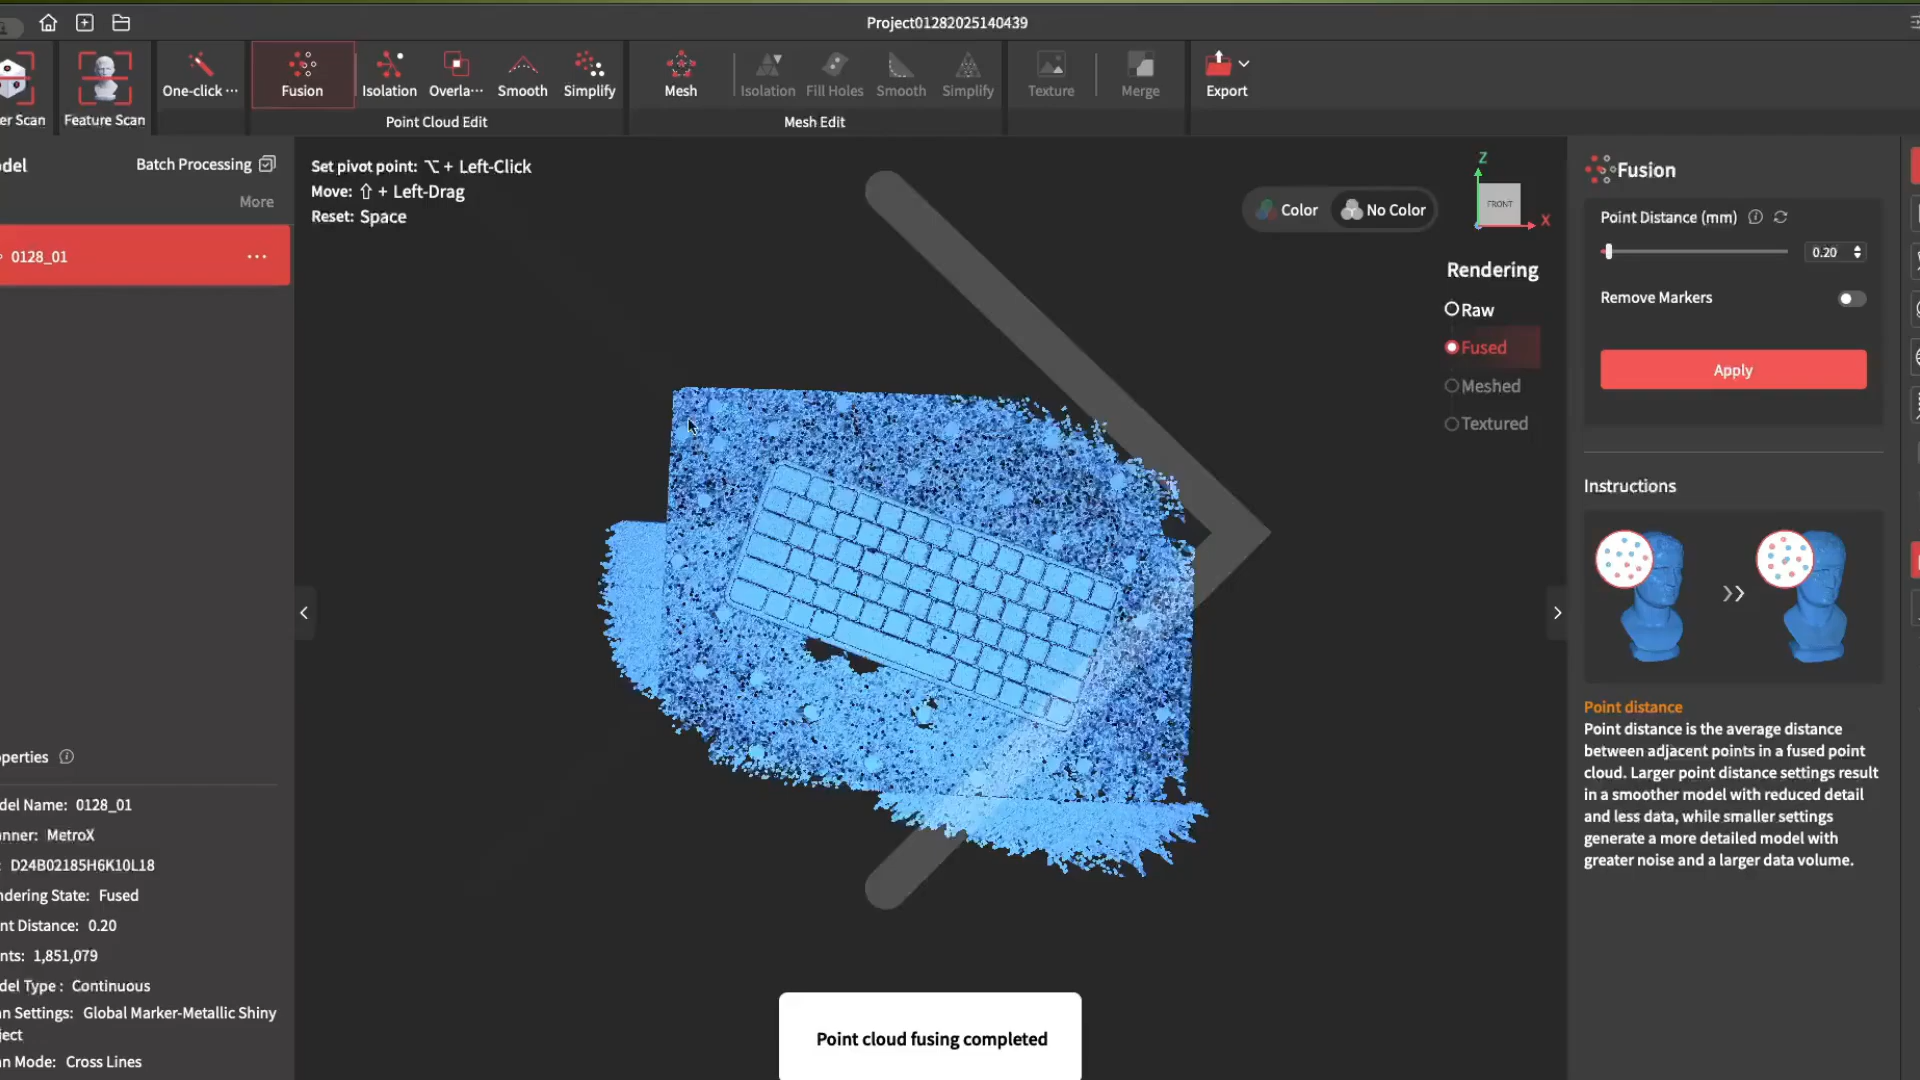 Project01282025140439
One-click ···
Fusion
Isolation
Overla···
Smooth
Simplify
Mesh
Isolation
Fill Holes
Smooth
Simplify
Texture
Merge
Export
er Scan
Feature Scan
Point Cloud Edit
Mesh Edit
odel
Batch Processing
More
0128_01
···
Set pivot point: ⌥ + Left-Click
Move: ⇧ + Left-Drag
Reset: Space
Color
No Color
Z
FRONT
X
Rendering
Raw
Fused
Meshed
Textured
Fusion
Point Distance (mm)
0.20
Remove Markers
Apply
Instructions
Point distance
Point distance is the average distance
between adjacent points in a fused point
cloud. Larger point distance settings result
in a smoother model with reduced detail
and less data, while smaller settings
generate a more detailed model with
greater noise and a larger data volume.
operties
del Name: 0128_01
nner: MetroX
: D24B02185H6K10L18
ndering State: Fused
nt Distance: 0.20
nts: 1,851,079
del Type : Continuous
n Settings: Global Marker-Metallic Shiny
ject
n Mode: Cross Lines
Point cloud fusing completed